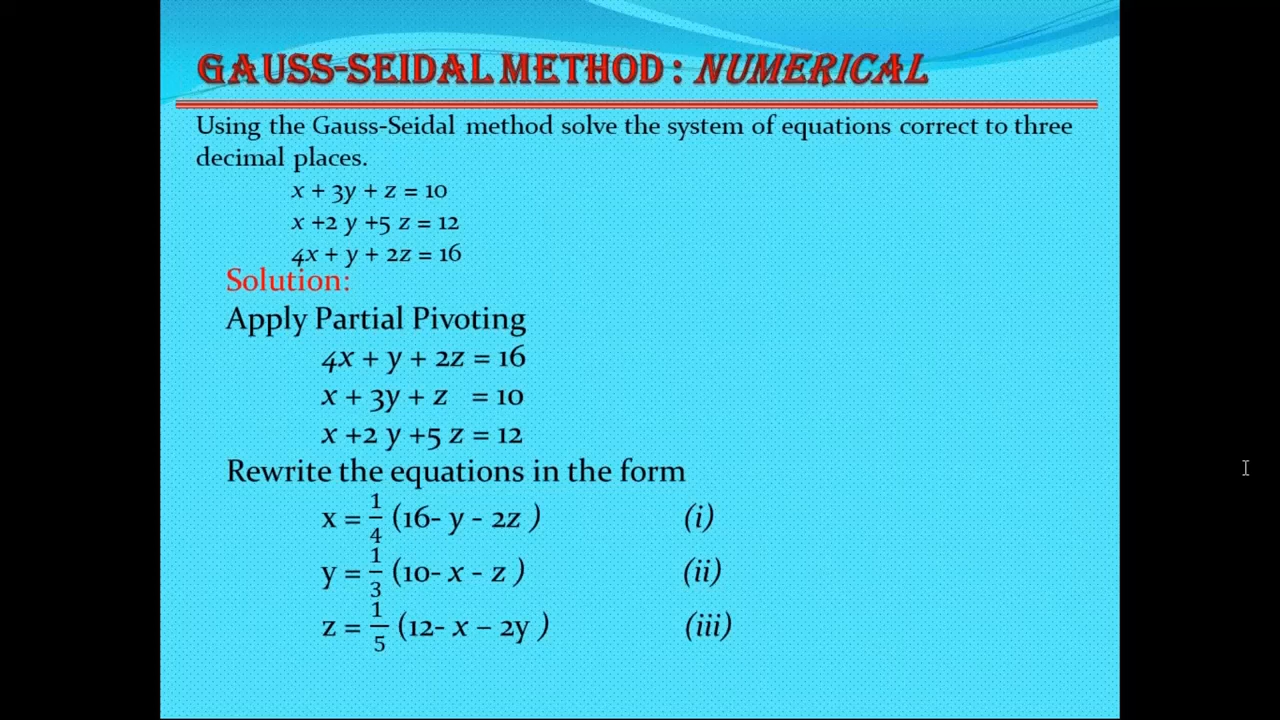 GAUSS-SEIDAL METHOD : NUMERICAL
Using the Gauss-Seidal method solve the system of equations correct to three
decimal places.
x + 3y + z = 10
x +2 y +5 z = 12
4x + y + 2z = 16
Solution:
Apply Partial Pivoting
4x + y + 2z = 16
x + 3y + z = 10
x +2 y +5 z = 12
Rewrite the equations in the form
x = 1/4 (16- y - 2z ) (i)
y = 1/3 (10- x - z ) (ii)
z = 1/5 (12- x – 2y ) (iii)